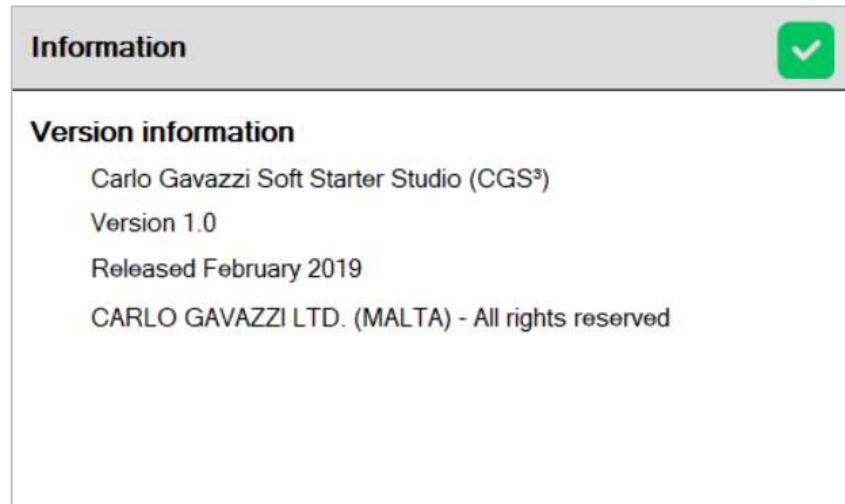 Information
Version information
Carlo Gavazzi Soft Starter Studio (CGS³)
Version 1.0
Released February 2019
CARLO GAVAZZI LTD. (MALTA) - All rights reserved